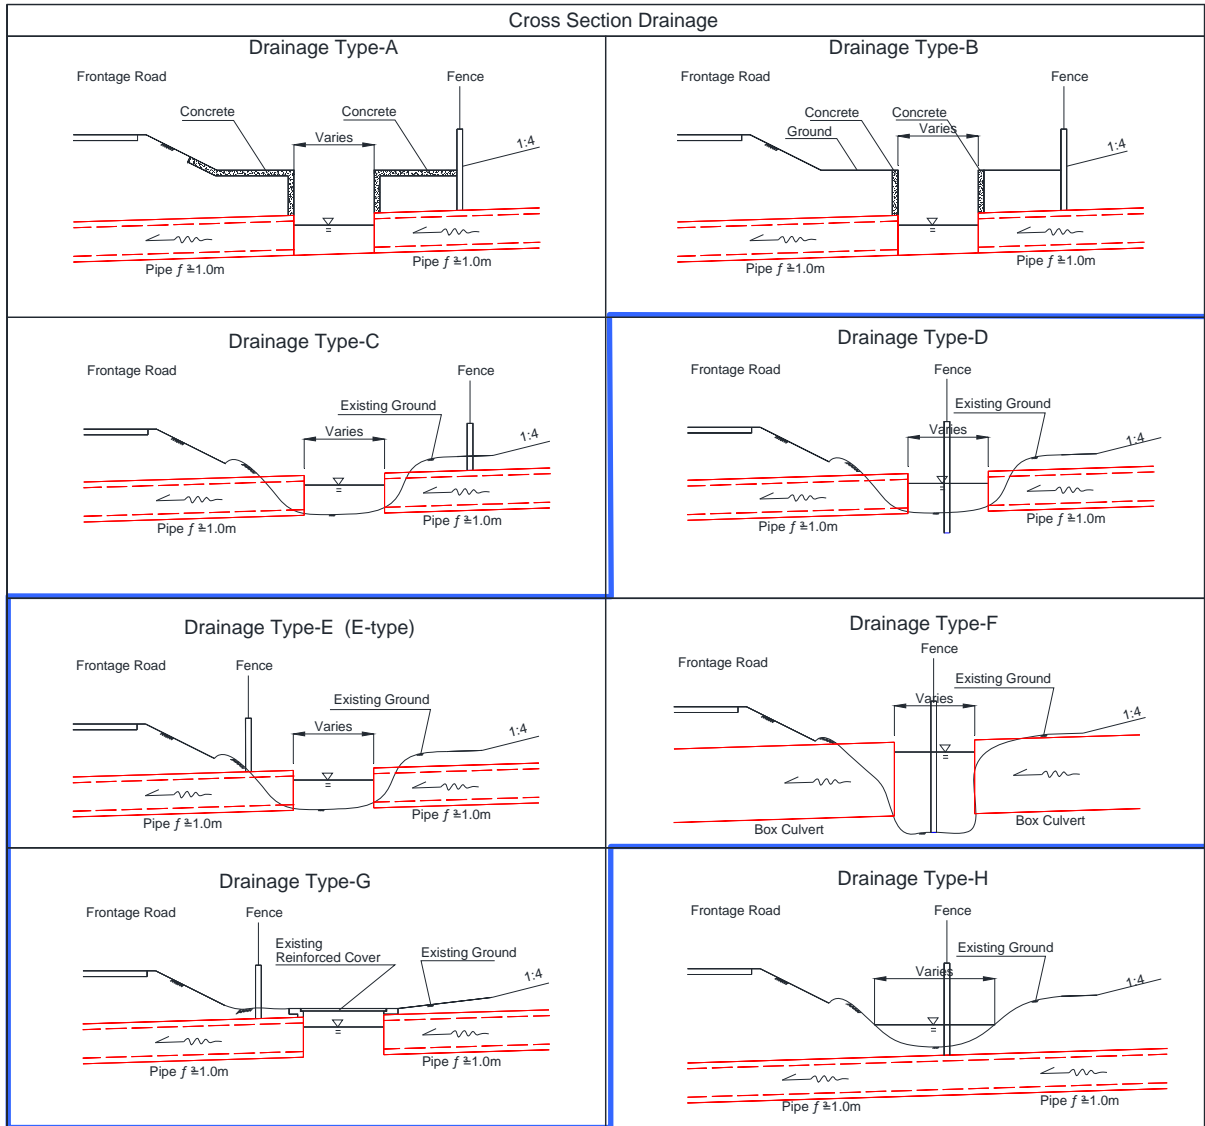 Cross Section Drainage
Drainage Type-A
Frontage Road
Fence
Concrete
Concrete
Varies
1:4
Pipe ƒ ≚1.0m
Pipe ƒ ≚1.0m
Drainage Type-B
Frontage Road
Fence
Concrete
Concrete
Ground
Varies
1:4
Pipe ƒ ≚1.0m
Pipe ƒ ≚1.0m
Drainage Type-C
Frontage Road
Fence
Existing Ground
Varies
1:4
Pipe ƒ ≚1.0m
Pipe ƒ ≚1.0m
Drainage Type-D
Frontage Road
Fence
Existing Ground
Varies
1:4
Pipe ƒ ≚1.0m
Pipe ƒ ≚1.0m
Drainage Type-E (E-type)
Frontage Road
Fence
Existing Ground
Varies
1:4
Pipe ƒ ≚1.0m
Pipe ƒ ≚1.0m
Drainage Type-F
Fence
Frontage Road
Existing Ground
Varies
1:4
Box Culvert
Box Culvert
Drainage Type-G
Frontage Road
Fence
Existing
Reinforced Cover
Existing Ground
1:4
Pipe ƒ ≚1.0m
Pipe ƒ ≚1.0m
Drainage Type-H
Frontage Road
Fence
Existing Ground
Varies
1:4
Pipe ƒ ≚1.0m
Pipe ƒ ≚1.0m